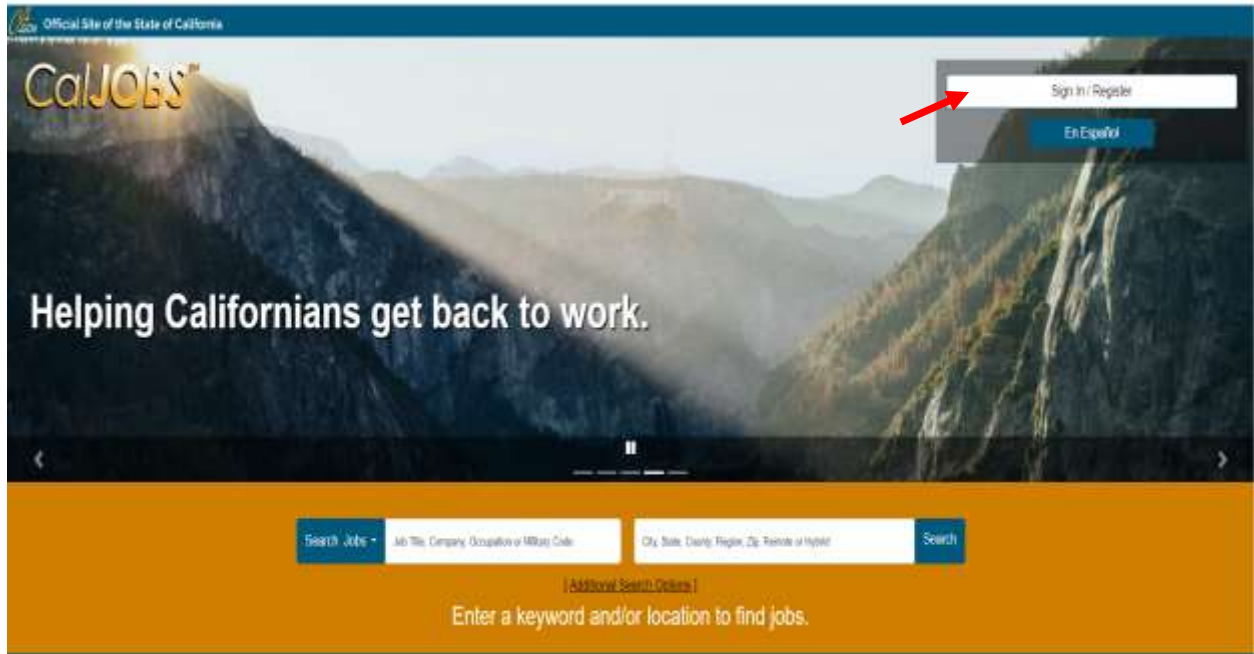 Official Site of the State of California
CalJOBS℠
Sign In / Register
En Español
Helping Californians get back to work.
Search Jobs
Job Title, Company, Occupation or Military Code
City, State, County, Region, Zip, Remote or Hybrid
Search
[ Additional Search Options ]
Enter a keyword and/or location to find jobs.